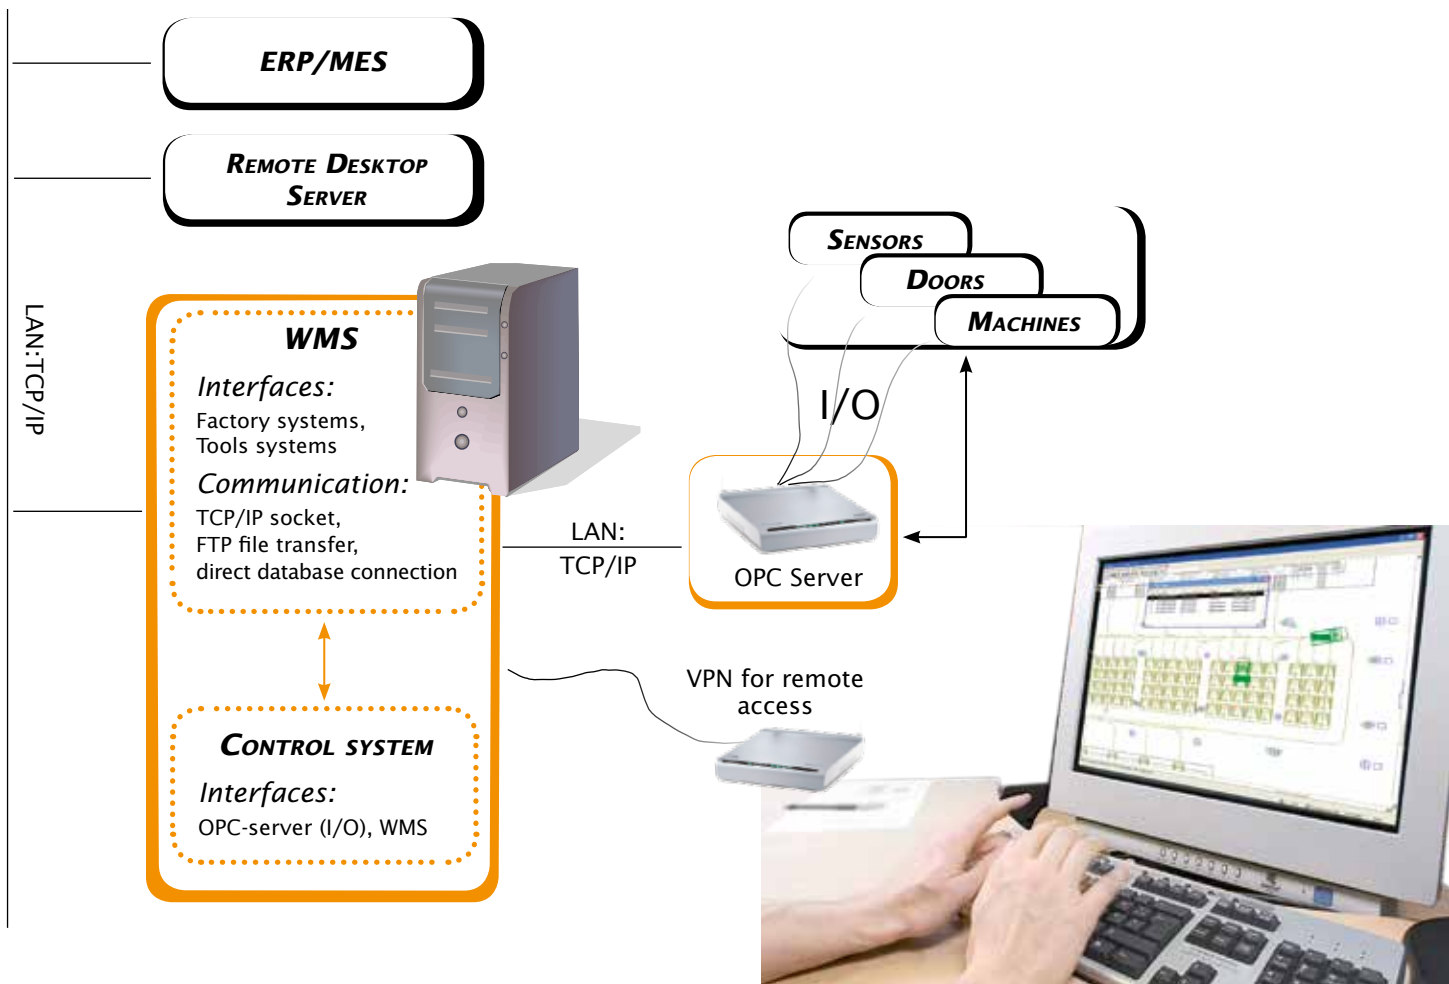 ERP/MES
REMOTE DESKTOP
SERVER
LAN:TCP/IP
WMS
Interfaces:
Factory systems,
Tools systems
Communication:
TCP/IP socket,
FTP file transfer,
direct database connection
CONTROL SYSTEM
Interfaces:
OPC-server (I/O), WMS
LAN:
TCP/IP
SENSORS
DOORS
MACHINES
I/O
OPC Server
VPN for remote
access